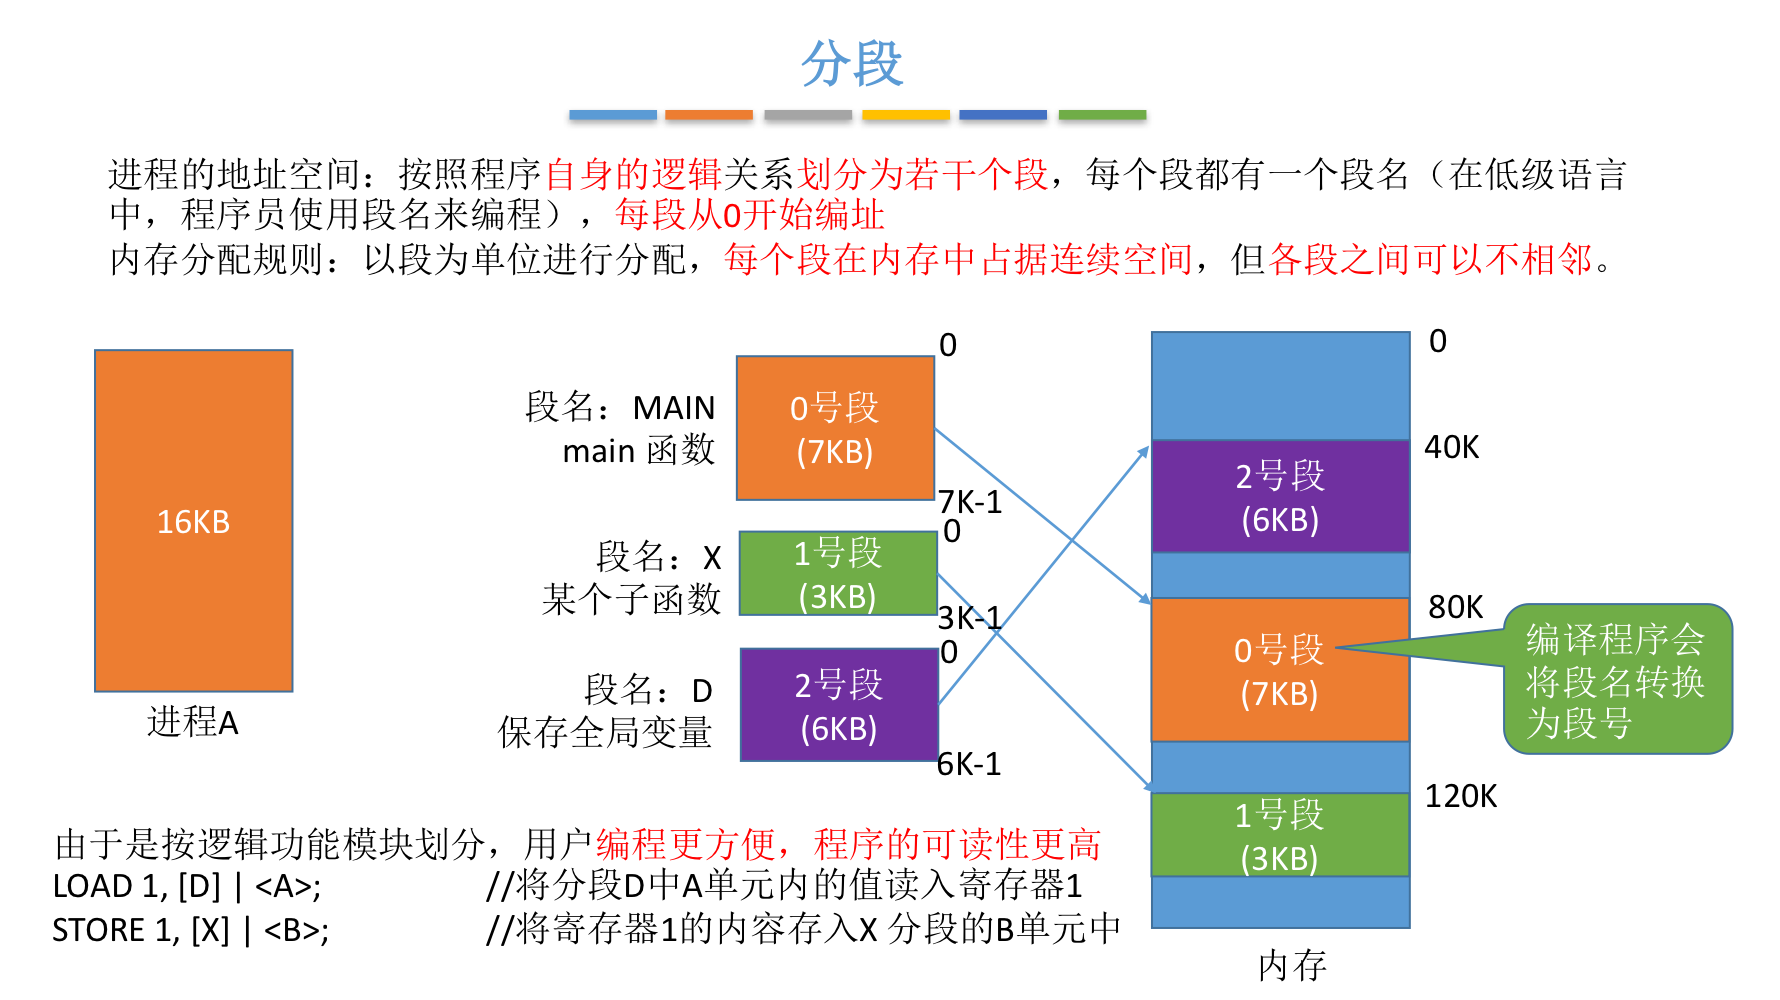 分段
进程的地址空间：按照程序自身的逻辑关系划分为若干个段，每个段都有一个段名（在低级语言
中，程序员使用段名来编程），每段从0开始编址
内存分配规则：以段为单位进行分配，每个段在内存中占据连续空间，但各段之间可以不相邻。
16KB
进程A
段名：MAIN
main 函数
0号段
(7KB)
0
7K-1
段名：X
某个子函数
1号段
(3KB)
0
3K-1
段名：D
保存全局变量
2号段
(6KB)
0
6K-1
0
40K
2号段
(6KB)
80K
0号段
(7KB)
120K
1号段
(3KB)
内存
编译程序会
将段名转换
为段号
由于是按逻辑功能模块划分，用户编程更方便，程序的可读性更高
LOAD 1, [D] | <A>; //将分段D中A单元内的值读入寄存器1
STORE 1, [X] | <B>; //将寄存器1的内容存入X 分段的B单元中